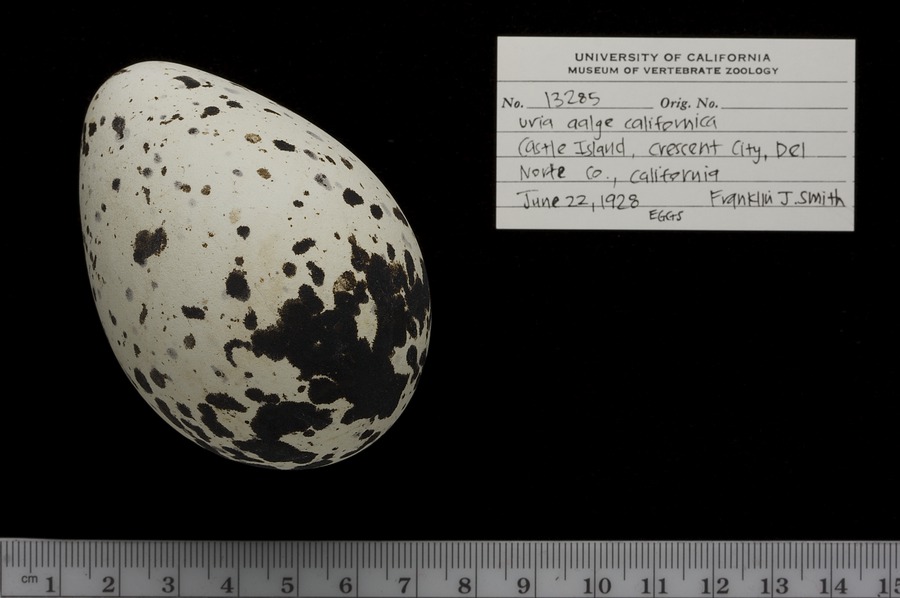 UNIVERSITY OF CALIFORNIA
MUSEUM OF VERTEBRATE ZOOLOGY
No. 13285 Orig. No.
uria aalge californica
Castle Island, Crescent City, Del
Norte Co., California
June 22, 1928 Franklin J. Smith
EGGS
cm 1 2 3 4 5 6 7 8 9 10 11 12 13 14 15